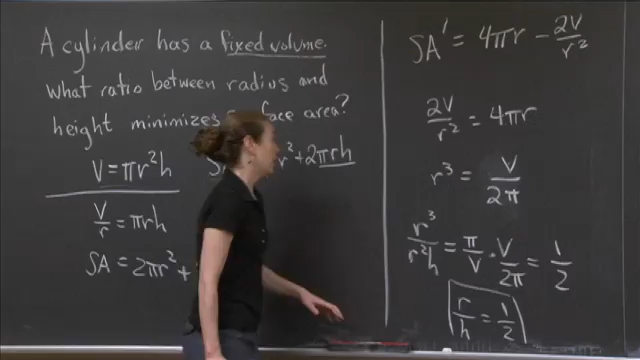 A cylinder has a fixed volume.
What ratio between radius and
height minimizes face area?
V = πr²h
r² + 2πrh
V/r = πrh
SA = 2πr² +
SA' = 4πr - 2V/r²
2V/r² = 4πr
r³ = V/2π
r³/r²h = π/V · V/2π = 1/2
r/h = 1/2